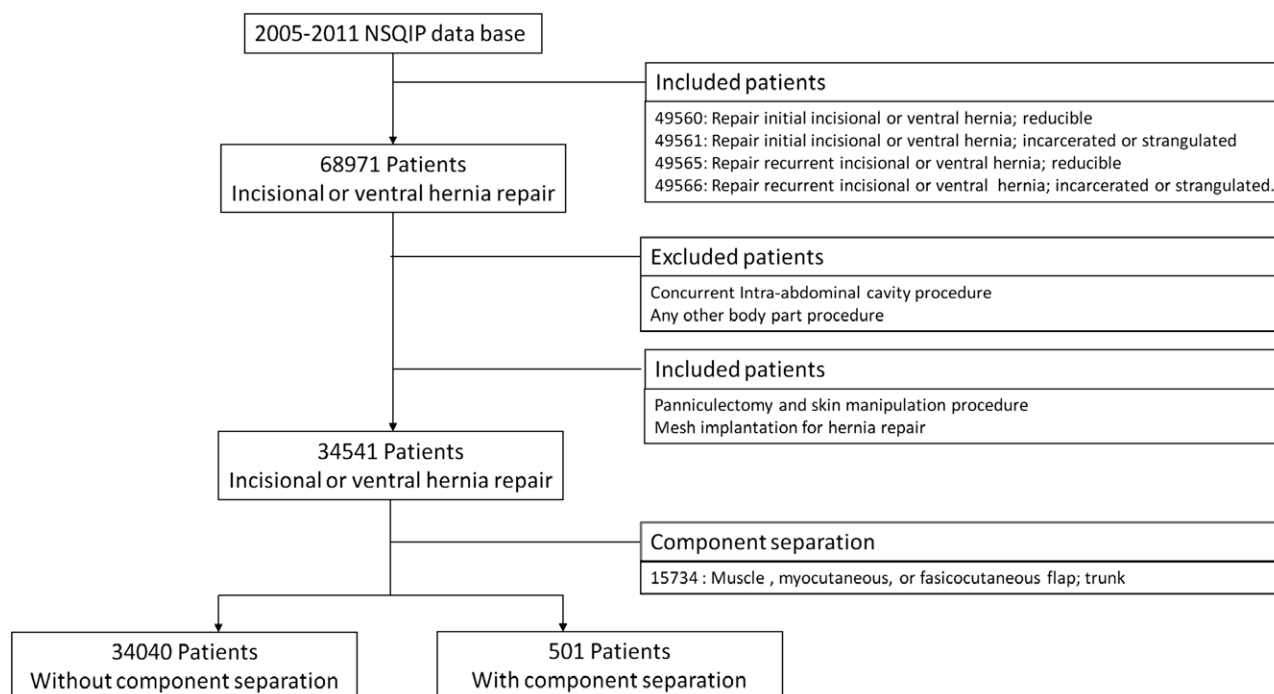 2005-2011 NSQIP data base
Included patients
49560: Repair initial incisional or ventral hernia; reducible
49561: Repair initial incisional or ventral hernia; incarcerated or strangulated
49565: Repair recurrent incisional or ventral hernia; reducible
49566: Repair recurrent incisional or ventral hernia; incarcerated or strangulated.
68971 Patients
Incisional or ventral hernia repair
Excluded patients
Concurrent Intra-abdominal cavity procedure
Any other body part procedure
Included patients
Panniculectomy and skin manipulation procedure
Mesh implantation for hernia repair
34541 Patients
Incisional or ventral hernia repair
Component separation
15734 : Muscle , myocutaneous, or fasicocutaneous flap; trunk
34040 Patients
Without component separation
501 Patients
With component separation